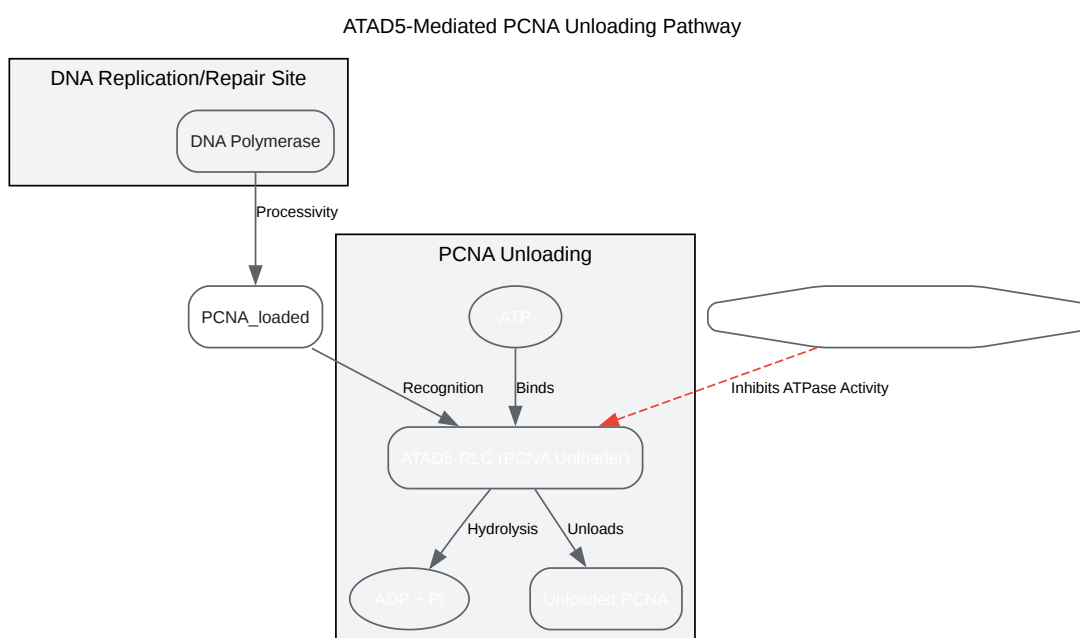 ATAD5-Mediated PCNA Unloading Pathway
DNA Replication/Repair Site
DNA Polymerase
Processivity
PCNA Unloading
PCNA_loaded
ATP
Recognition
Binds
Inhibits ATPase Activity
ATAD5-RLC (PCNA Unloader)
Hydrolysis
Unloads
ADP + Pi
Unloaded PCNA